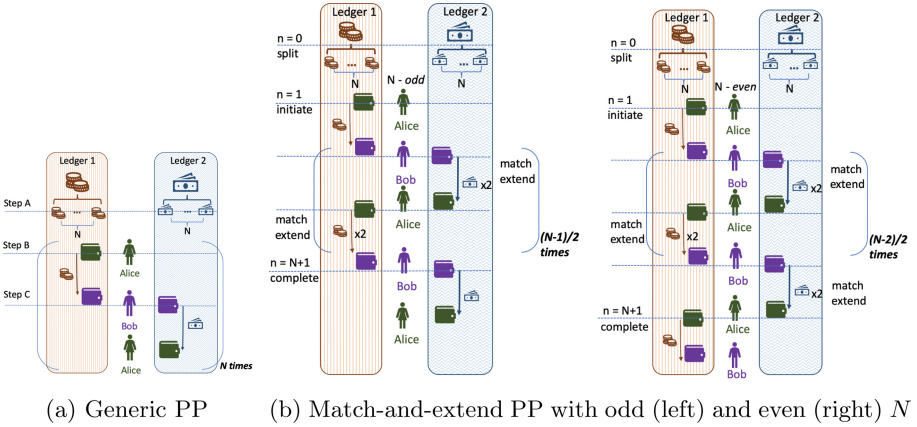 Ledger 1
Ledger 2
Step A
...
...
N
N
Step B
Alice
Step C
Bob
Alice
N times
(a) Generic PP
Ledger 1
Ledger 2
n = 0
split
...
...
N
N
N - odd
n = 1
initiate
Alice
Bob
x2
match
extend
Alice
match
extend
x2
(N-1)/2
times
n = N+1
complete
Alice
Ledger 1
Ledger 2
n = 0
split
...
...
N
N
N - even
n = 1
initiate
Alice
Bob
x2
match
extend
Alice
match
extend
x2
(N-2)/2
times
Bob
x2
match
extend
n = N+1
complete
Alice
Bob
(b) Match-and-extend PP with odd (left) and even (right) N